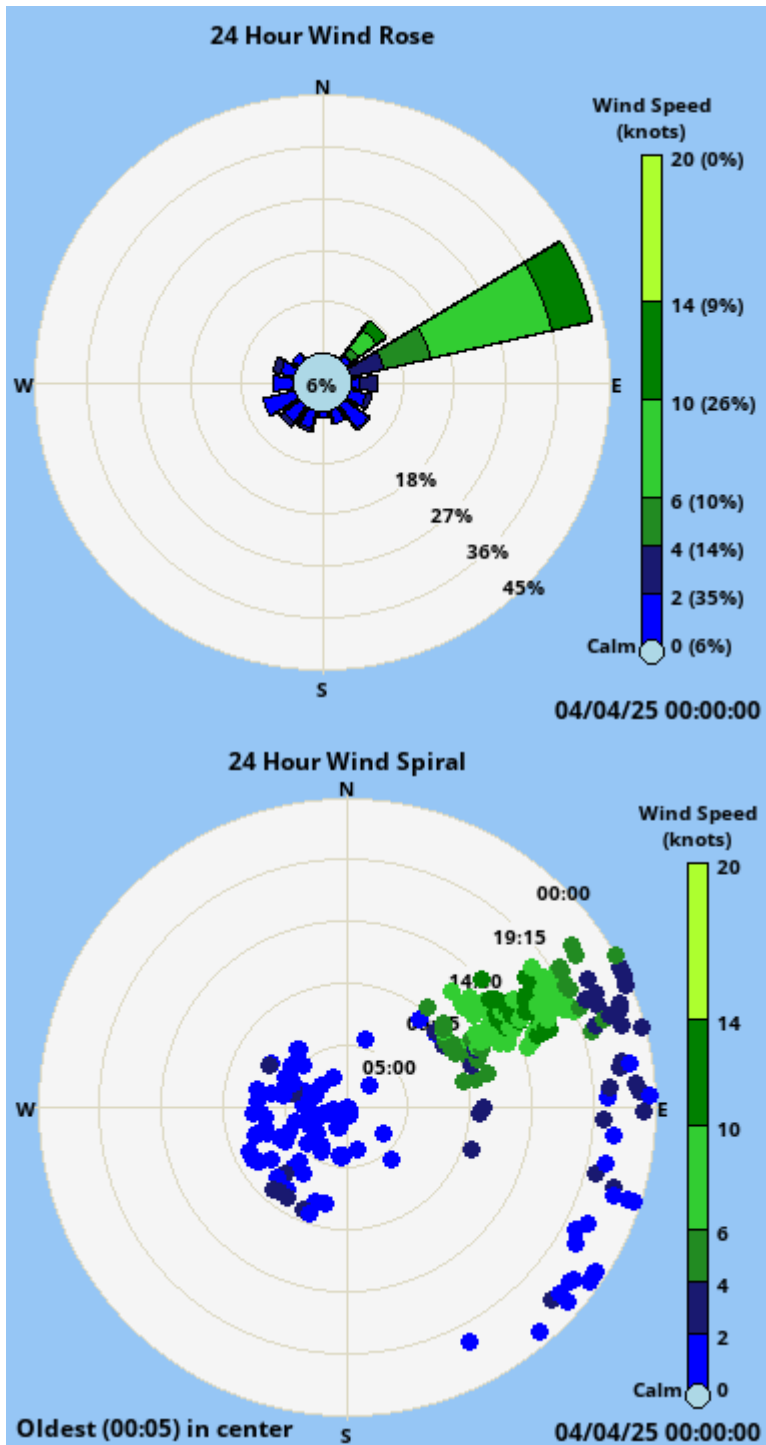 24 Hour Wind Rose
N
Wind Speed
(knots)
20 (0%)
14 (9%)
W
6%
E
10 (26%)
18%
6 (10%)
27%
36%
4 (14%)
45%
2 (35%)
Calm
0 (6%)
S
04/04/25 00:00:00
24 Hour Wind Spiral
N
Wind Speed
(knots)
20
00:00
19:15
14
05:00
W
E
10
6
4
2
Calm
0
Oldest (00:05) in center
S
04/04/25 00:00:00